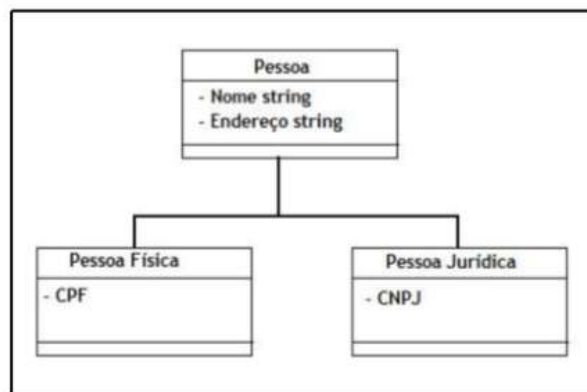 Pessoa
- Nome string
- Endereço string
Pessoa Física
- CPF
Pessoa Jurídica
- CNPJ